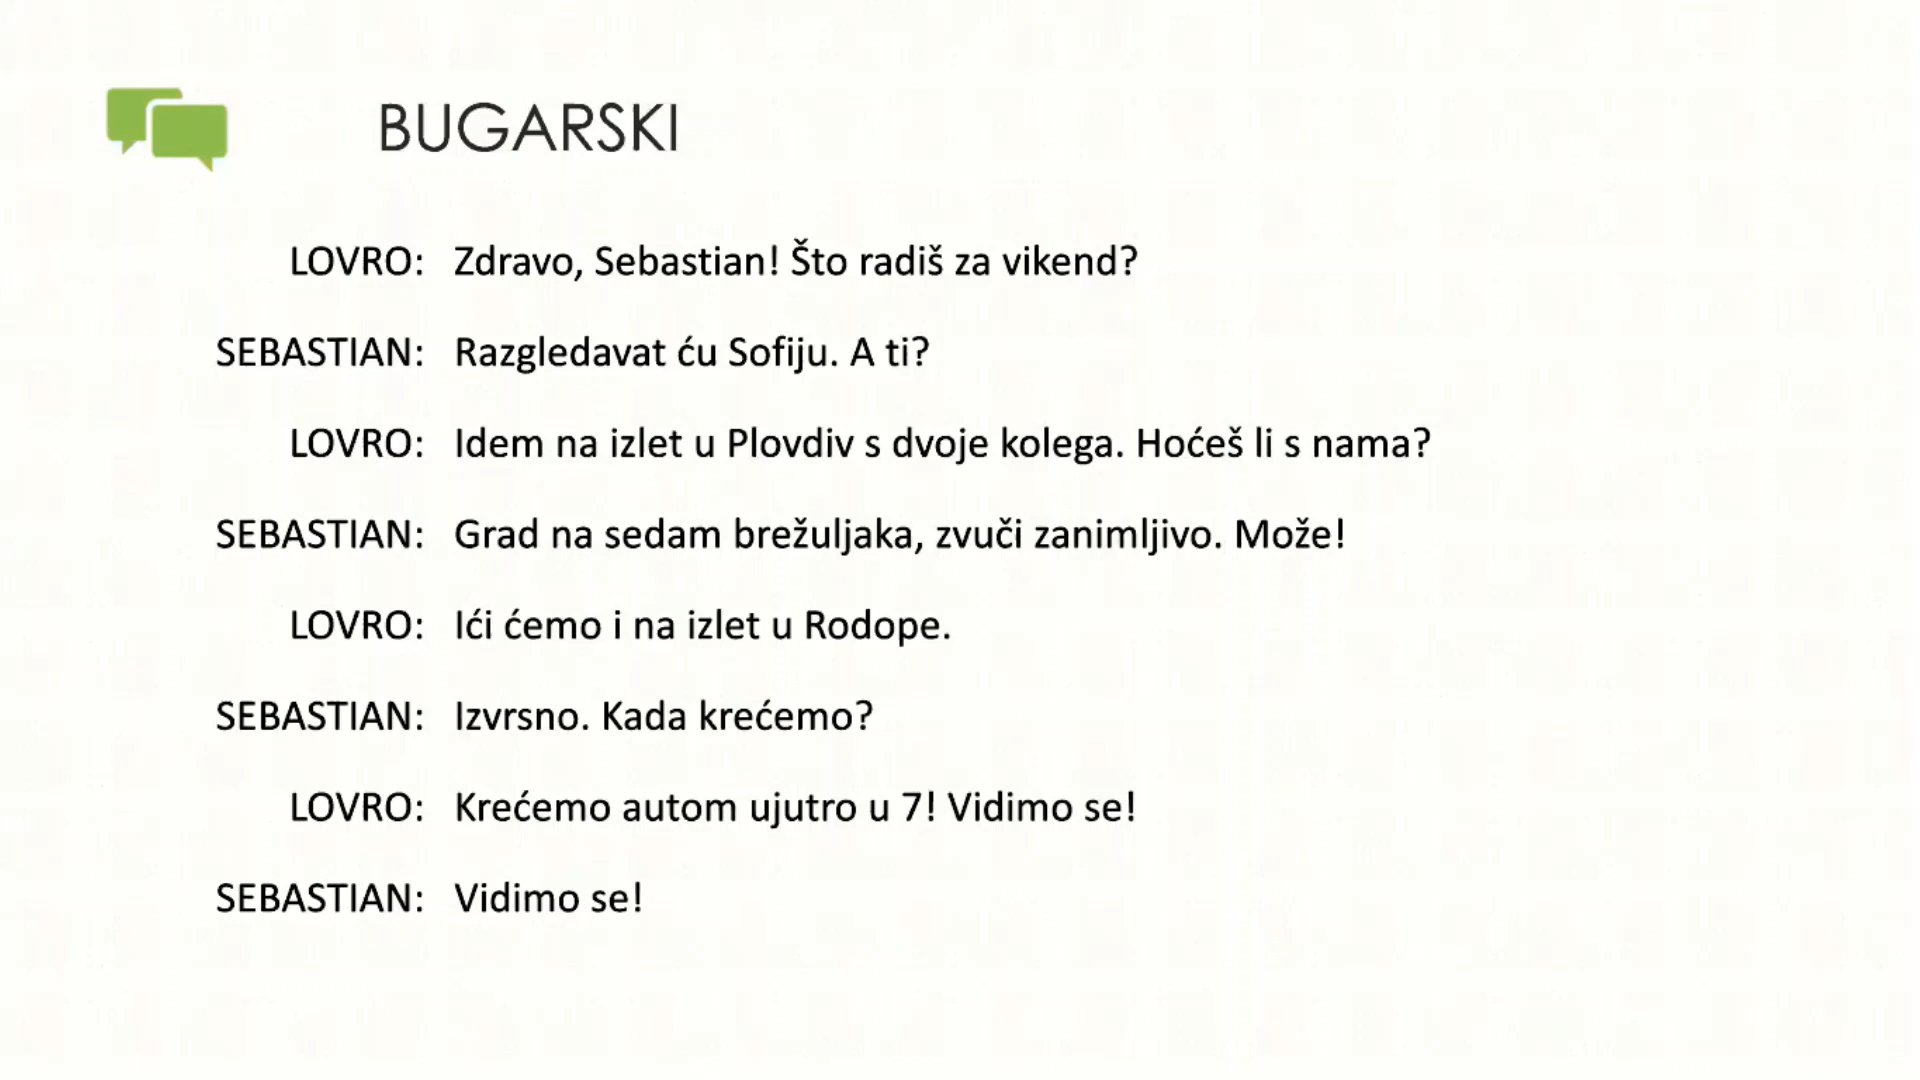 BUGARSKI
LOVRO: Zdravo, Sebastian! Što radiš za vikend?
SEBASTIAN: Razgledavat ću Sofiju. A ti?
LOVRO: Idem na izlet u Plovdiv s dvoje kolega. Hoćeš li s nama?
SEBASTIAN: Grad na sedam brežuljaka, zvuči zanimljivo. Može!
LOVRO: Ići ćemo i na izlet u Rodope.
SEBASTIAN: Izvrsno. Kada krećemo?
LOVRO: Krećemo autom ujutro u 7! Vidimo se!
SEBASTIAN: Vidimo se!